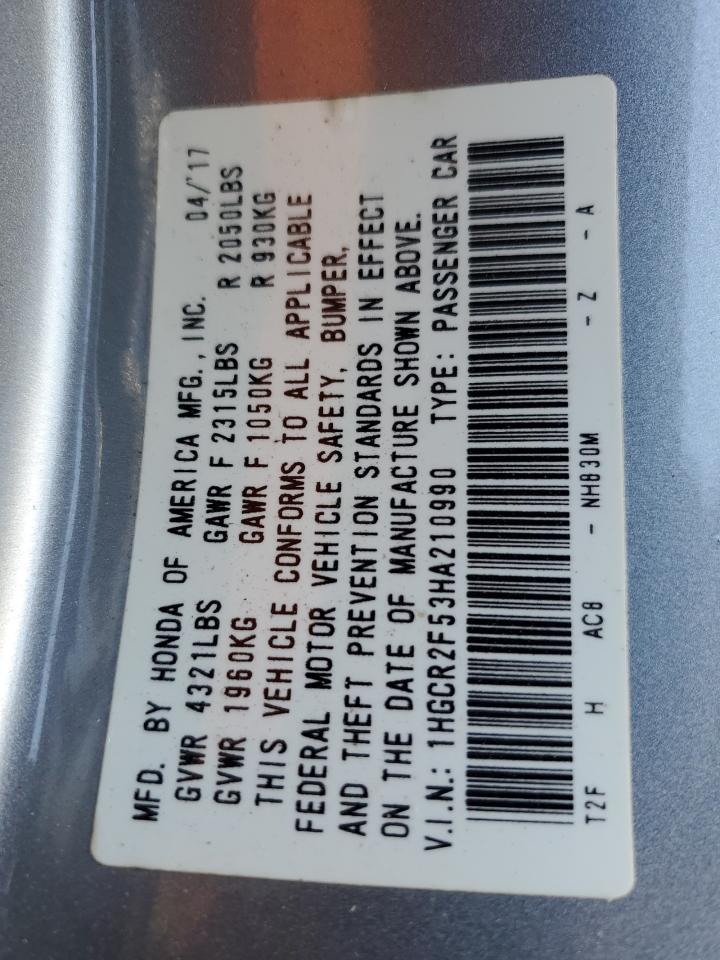 MFD. BY HONDA OF AMERICA MFG., INC. 04/'17
GVWR 4321LBS GAWR F 2315LBS R 2050LBS
GVWR 1960KG GAWR F 1050KG R 930KG
THIS VEHICLE CONFORMS TO ALL APPLICABLE
FEDERAL MOTOR VEHICLE SAFETY, BUMPER,
AND THEFT PREVENTION STANDARDS IN EFFECT
ON THE DATE OF MANUFACTURE SHOWN ABOVE.
V.I.N.: 1HGCR2F53HA210990 TYPE: PASSENGER CAR
T2F H AC8 - NH830M - Z - A